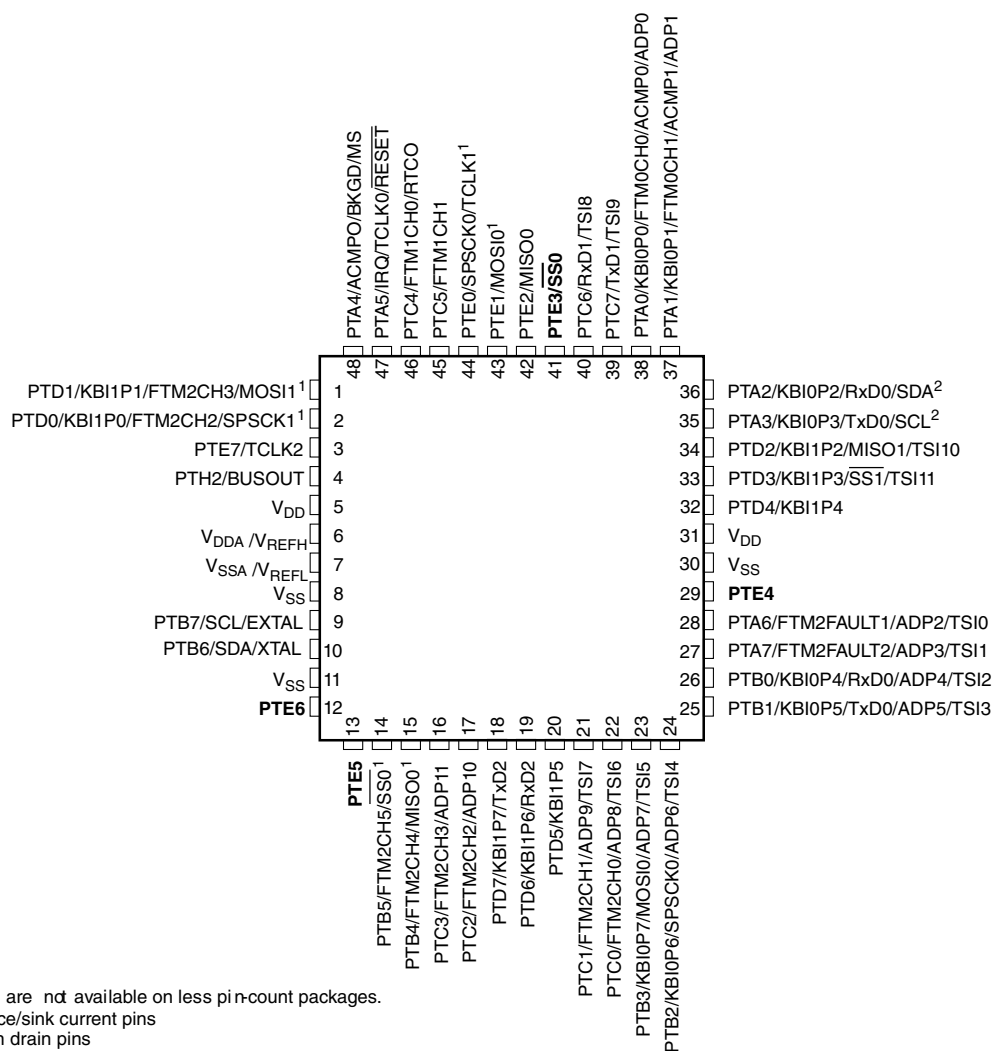 PTA4/ACMPO/BKGD/MS
PTA5/IRQ/TCLK0/RESET
PTC4/FTM1CH0/RTCO
PTC5/FTM1CH1
PTE0/SPSCK0/TCLK1¹
PTE1/MOSI0¹
PTE2/MISO0
PTE3/SS0
PTC6/RxD1/TSI8
PTC7/TxD1/TSI9
PTA0/KBI0P0/FTM0CH0/ACMP0/ADP0
PTA1/KBI0P1/FTM0CH1/ACMP1/ADP1
48
47
46
45
44
43
42
41
40
39
38
37
PTD1/KBI1P1/FTM2CH3/MOSI1¹ 1
PTD0/KBI1P0/FTM2CH2/SPSCK1¹ 2
PTE7/TCLK2 3
PTH2/BUSOUT 4
VDD 5
VDDA /VREFH 6
VSSA /VREFL 7
VSS 8
PTB7/SCL/EXTAL 9
PTB6/SDA/XTAL 10
VSS 11
PTE6 12
36 PTA2/KBI0P2/RxD0/SDA²
35 PTA3/KBI0P3/TxD0/SCL²
34 PTD2/KBI1P2/MISO1/TSI10
33 PTD3/KBI1P3/SS1/TSI11
32 PTD4/KBI1P4
31 VDD
30 VSS
29 PTE4
28 PTA6/FTM2FAULT1/ADP2/TSI0
27 PTA7/FTM2FAULT2/ADP3/TSI1
26 PTB0/KBI0P4/RxD0/ADP4/TSI2
25 PTB1/KBI0P5/TxD0/ADP5/TSI3
13
14
15
16
17
18
19
20
21
22
23
24
PTE5
PTB5/FTM2CH5/SS0¹
PTB4/FTM2CH4/MISO0¹
PTC3/FTM2CH3/ADP11
PTC2/FTM2CH2/ADP10
PTD7/KBI1P7/TxD2
PTD6/KBI1P6/RxD2
PTD5/KBI1P5
PTC1/FTM2CH1/ADP9/TSI7
PTC0/FTM2CH0/ADP8/TSI6
PTB3/KBI0P7/MOSI0/ADP7/TSI5
PTB2/KBI0P6/SPSCK0/ADP6/TSI4
are not available on less pin-count packages.
ce/sink current pins
n drain pins